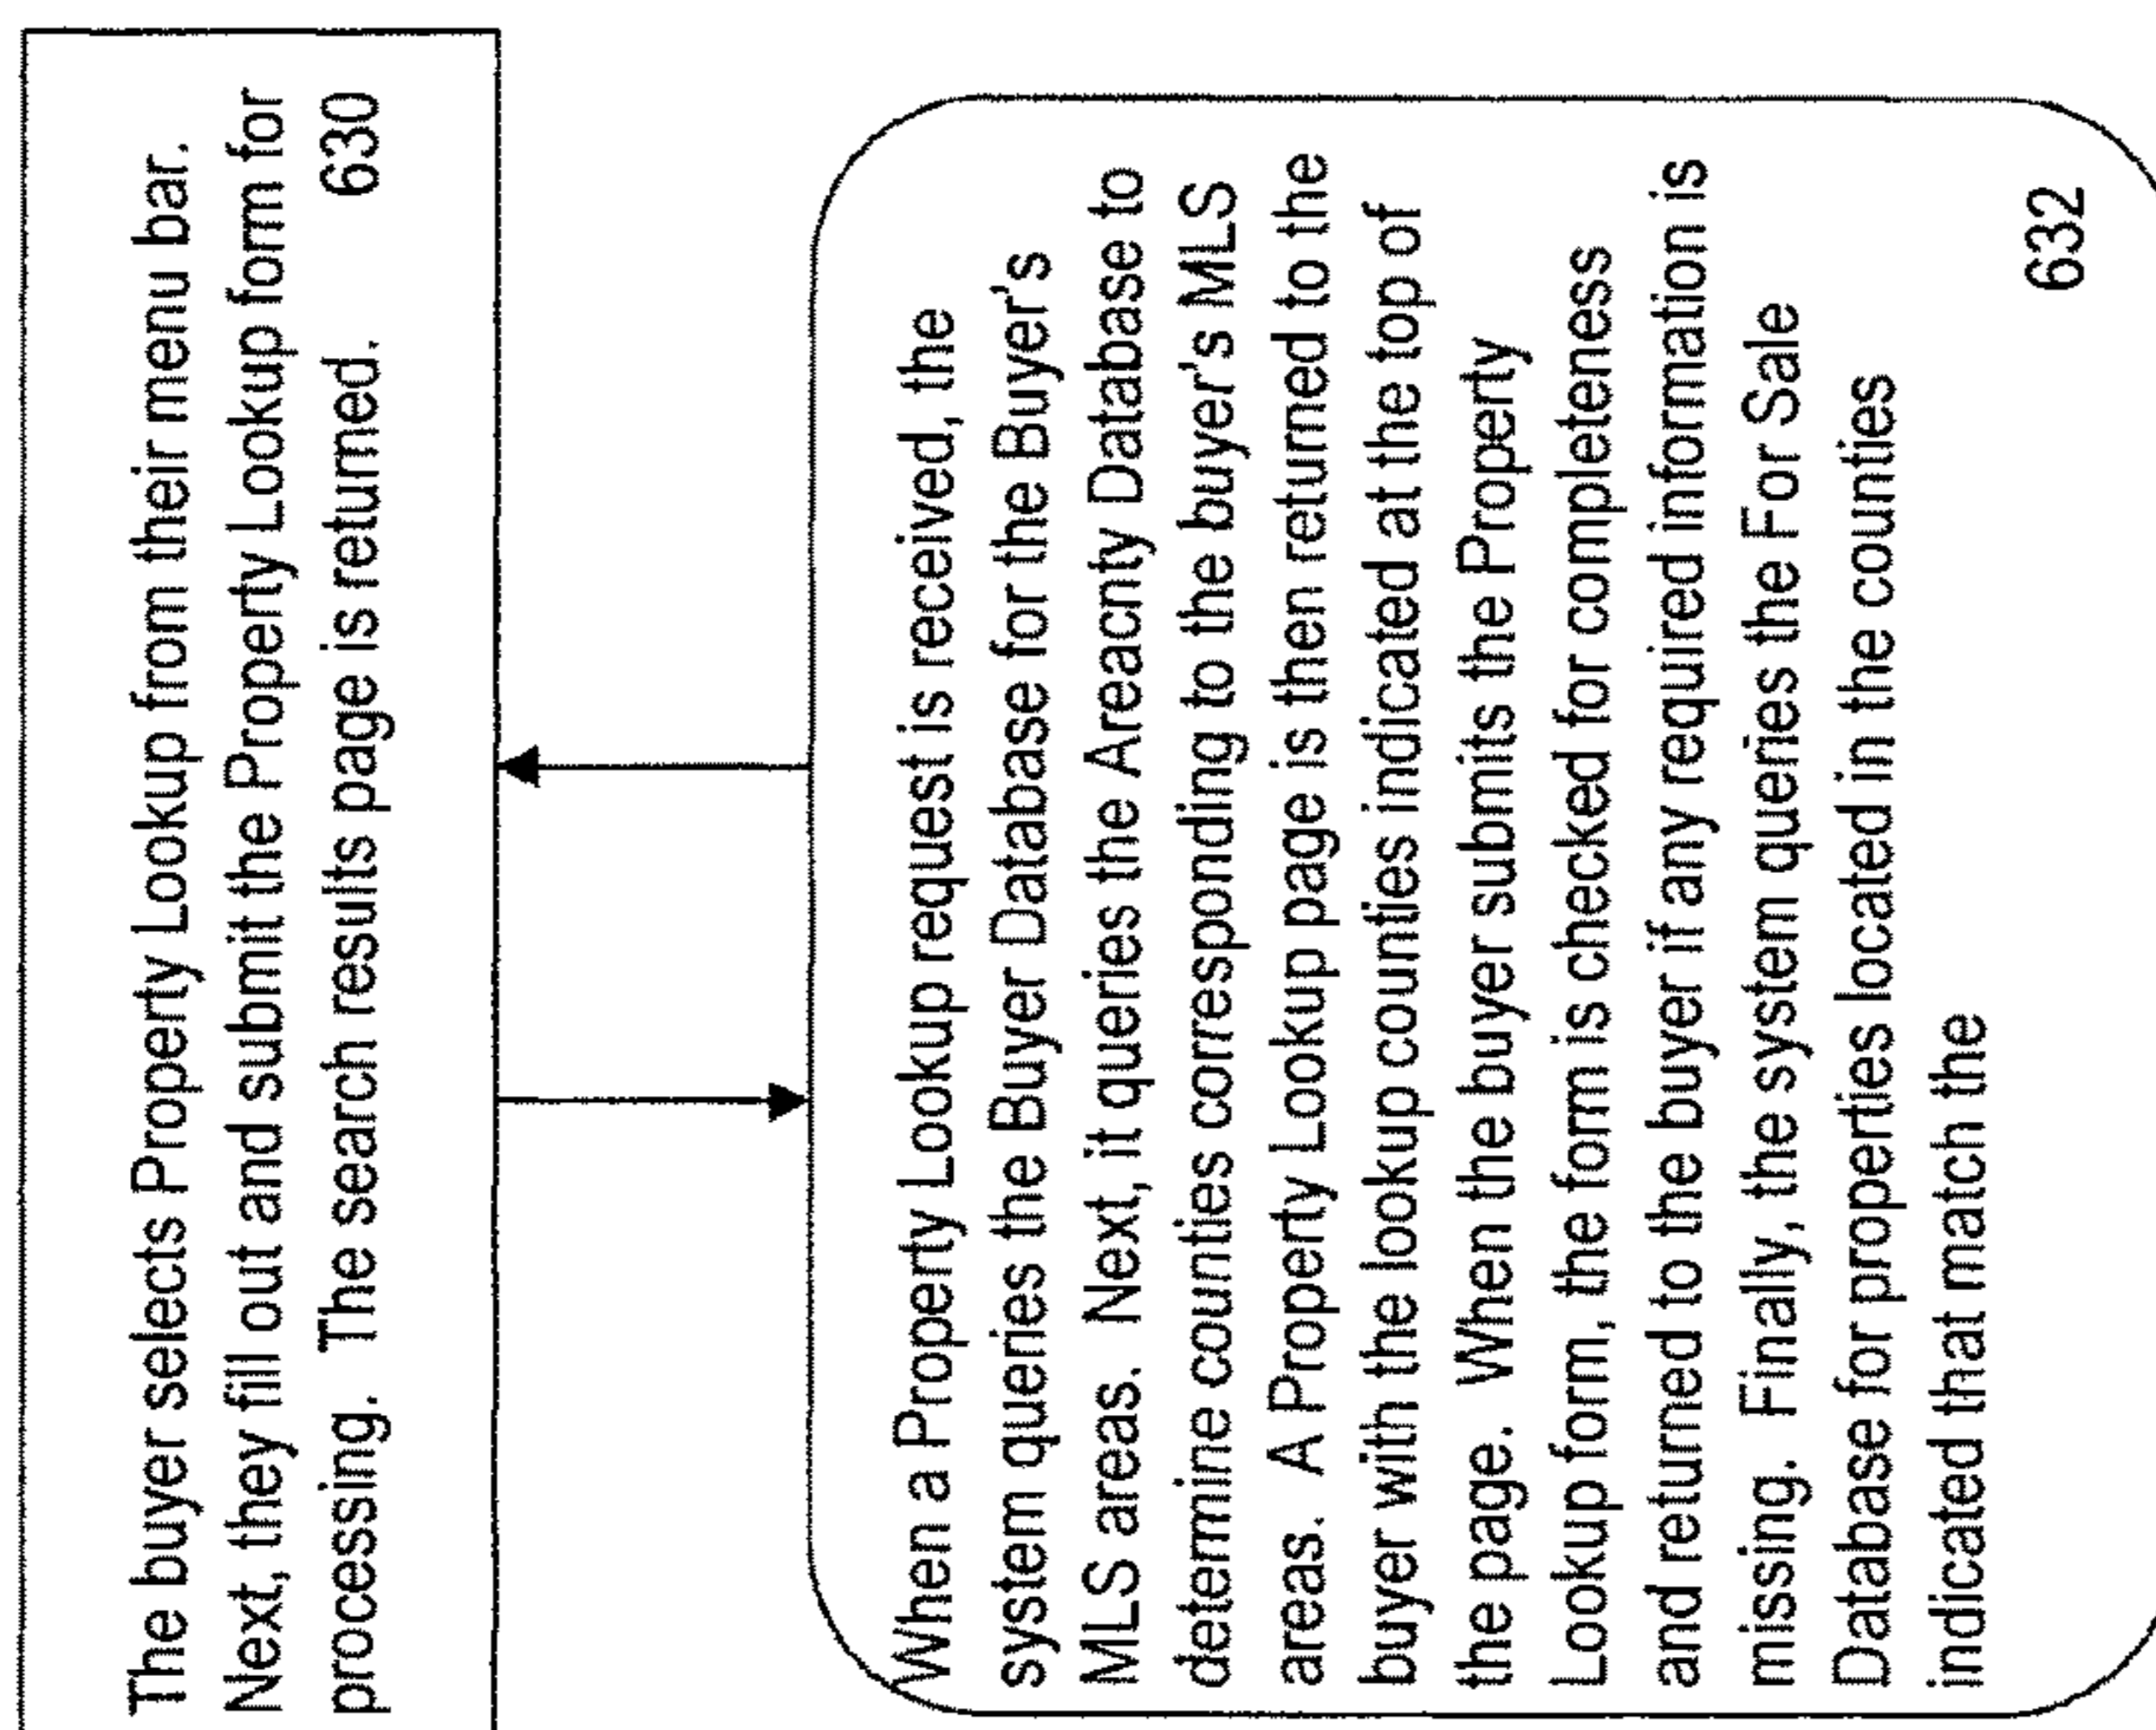 The buyer selects Property Lookup from their menu bar.
Next, they fill out and submit the Property Lookup form for
processing. The search results page is returned. 630
When a Property Lookup request is received, the
system queries the Buyer Database for the Buyer's
MLS areas. Next, it queries the Areacnty Database to
determine counties corresponding to the buyer's MLS
areas. A Property Lookup page is then returned to the
buyer with the lookup counties indicated at the top of
the page. When the buyer submits the Property
Lookup form, the form is checked for completeness
and returned to the buyer if any required information is
missing. Finally, the system queries the For Sale
Database for properties located in the counties
indicated that match the
632